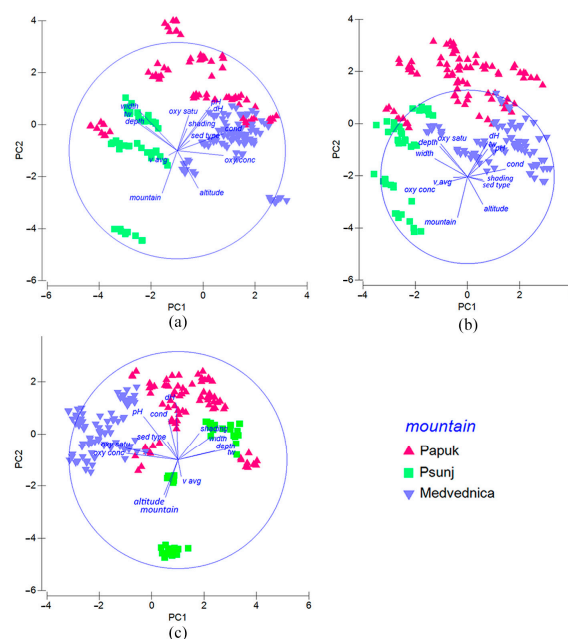 4
2
0
−2
−4
−6
−6
−4
−2
0
2
4
PC2
PC1
pH
dH
oxy satu
width
tw
depth
shading
cond
sed type
v avg
oxy conc
mountain
altitude
(a)
4
2
0
−2
−4
−6
−4
−2
0
2
4
PC2
PC1
oxy satu
dH
depth
tw
pH
width
cond
v avg
shading
sed type
oxy conc
altitude
mountain
(b)
2
0
−2
−4
−6
−4
−2
0
2
4
6
PC2
PC1
dH
pH
cond
shading
sed type
width
oxy satu
depth
oxy conc
tw
v avg
altitude
mountain
(c)
mountain
Papuk
Psunj
Medvednica